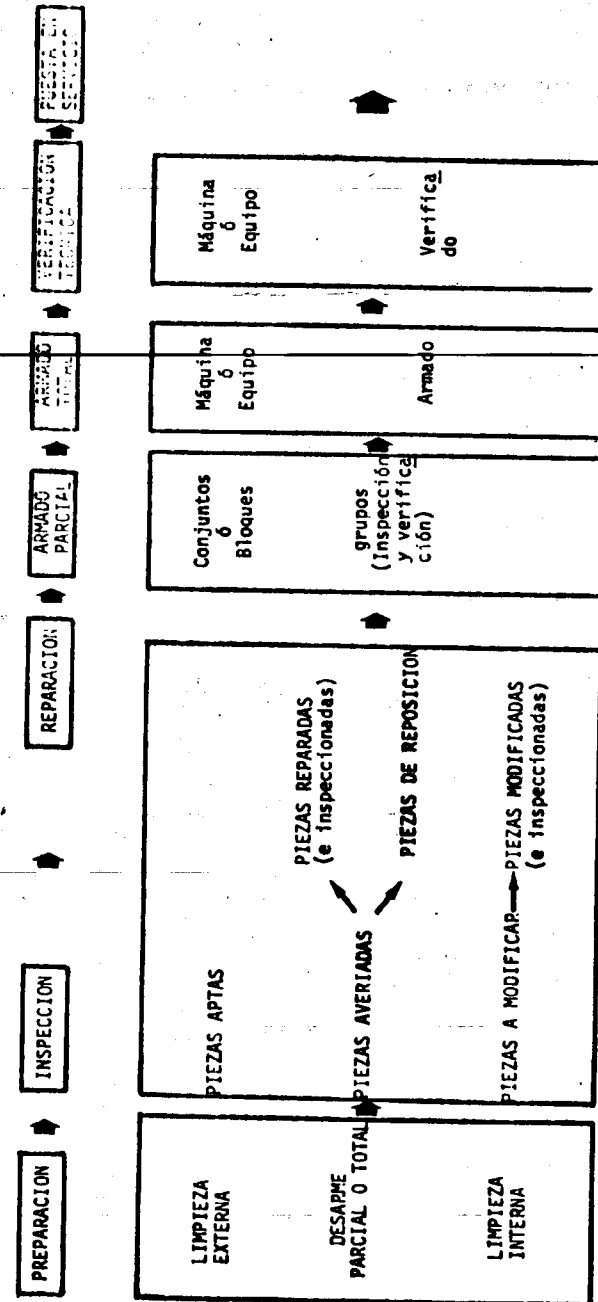 PREPARACION
INSPECCION
REPARACION
ARMADO
PARCIAL
ARMADO
TOTAL
VERIFICACION
TECNICA
PUESTA EN
SERVICIO
LIMPIEZA
EXTERNA
DESARME
PARCIAL O TOTAL
LIMPIEZA
INTERNA
PIEZAS APTAS
PIEZAS AVERIADAS
PIEZAS REPARADAS
(e inspeccionadas)
PIEZAS DE REPOSICION
PIEZAS A MODIFICAR
PIEZAS MODIFICADAS
(e inspeccionadas)
Conjuntos
ó
Bloques
grupos
(Inspección
y verifica
ción)
Máquina
ó
Equipo
Armado
Máquina
ó
Equipo
Verifica
do